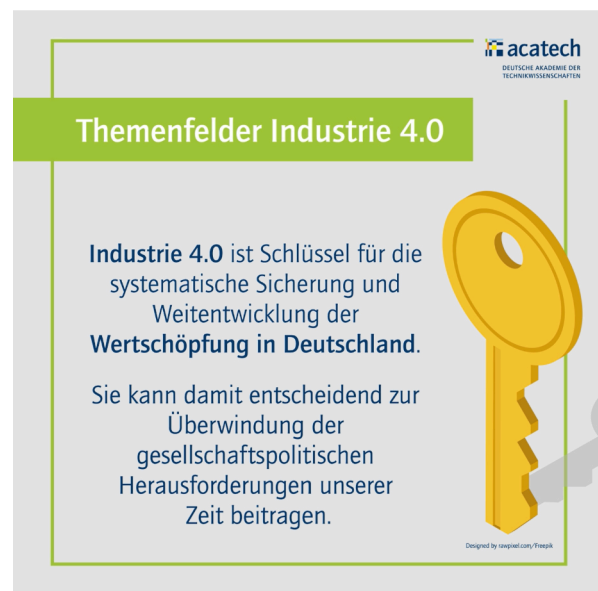 acatech
DEUTSCHE AKADEMIE DER
TECHNIKWISSENSCHAFTEN
Themenfelder Industrie 4.0
Industrie 4.0 ist Schlüssel für die
systematische Sicherung und
Weitentwicklung der
Wertschöpfung in Deutschland.
Sie kann damit entscheidend zur
Überwindung der
gesellschaftspolitischen
Herausforderungen unserer
Zeit beitragen.
Designed by rawpixel.com/Freepik